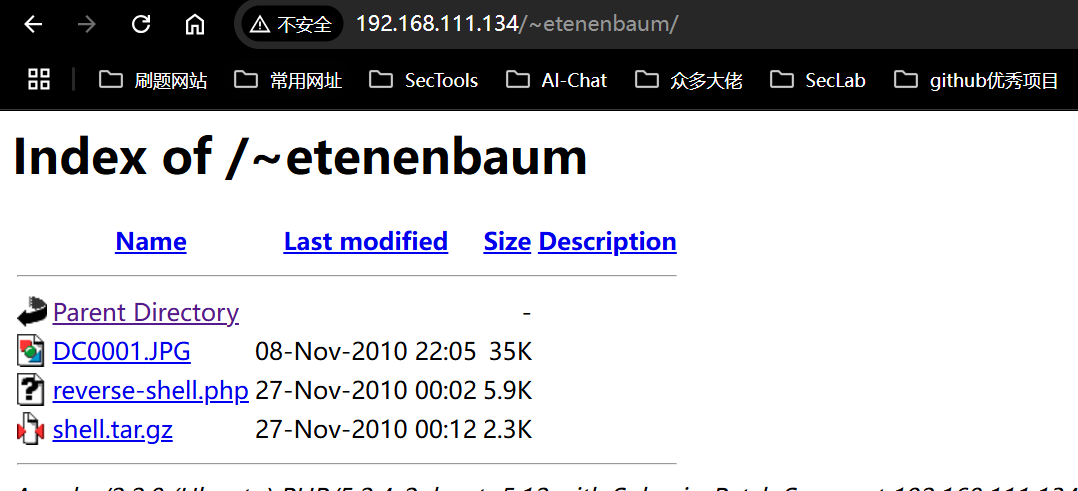 不安全 192.168.111.134/~etenenbaum/
刷题网站 常用网址 SecTools AI-Chat 众多大佬 SecLab github优秀项目
Index of /~etenenbaum
Name Last modified Size Description
Parent Directory -
DC0001.JPG 08-Nov-2010 22:05 35K
reverse-shell.php 27-Nov-2010 00:02 5.9K
shell.tar.gz 27-Nov-2010 00:12 2.3K